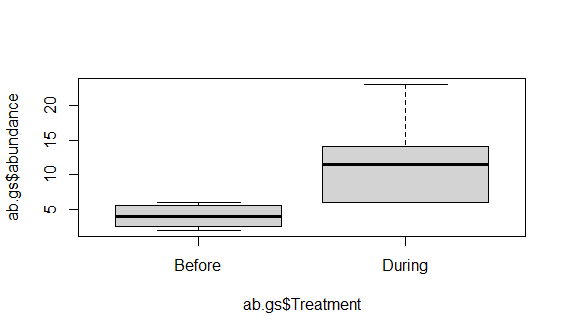 ab.gs$abundance
20
15
10
5
Before During
ab.gs$Treatment